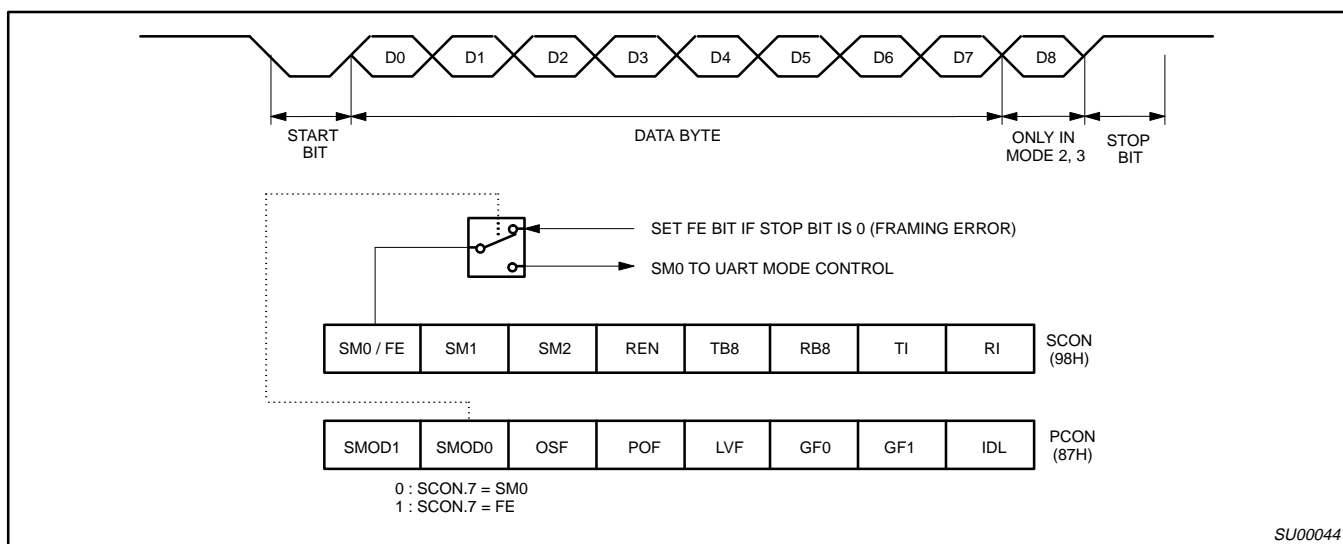 D0 D1 D2 D3 D4 D5 D6 D7 D8
START
BIT
DATA BYTE
ONLY IN
MODE 2, 3
STOP
BIT
SET FE BIT IF STOP BIT IS 0 (FRAMING ERROR)
SM0 TO UART MODE CONTROL
SM0 / FE SM1 SM2 REN TB8 RB8 TI RI
SCON
(98H)
SMOD1 SMOD0 OSF POF LVF GF0 GF1 IDL
PCON
(87H)
0 : SCON.7 = SM0
1 : SCON.7 = FE
SU00044